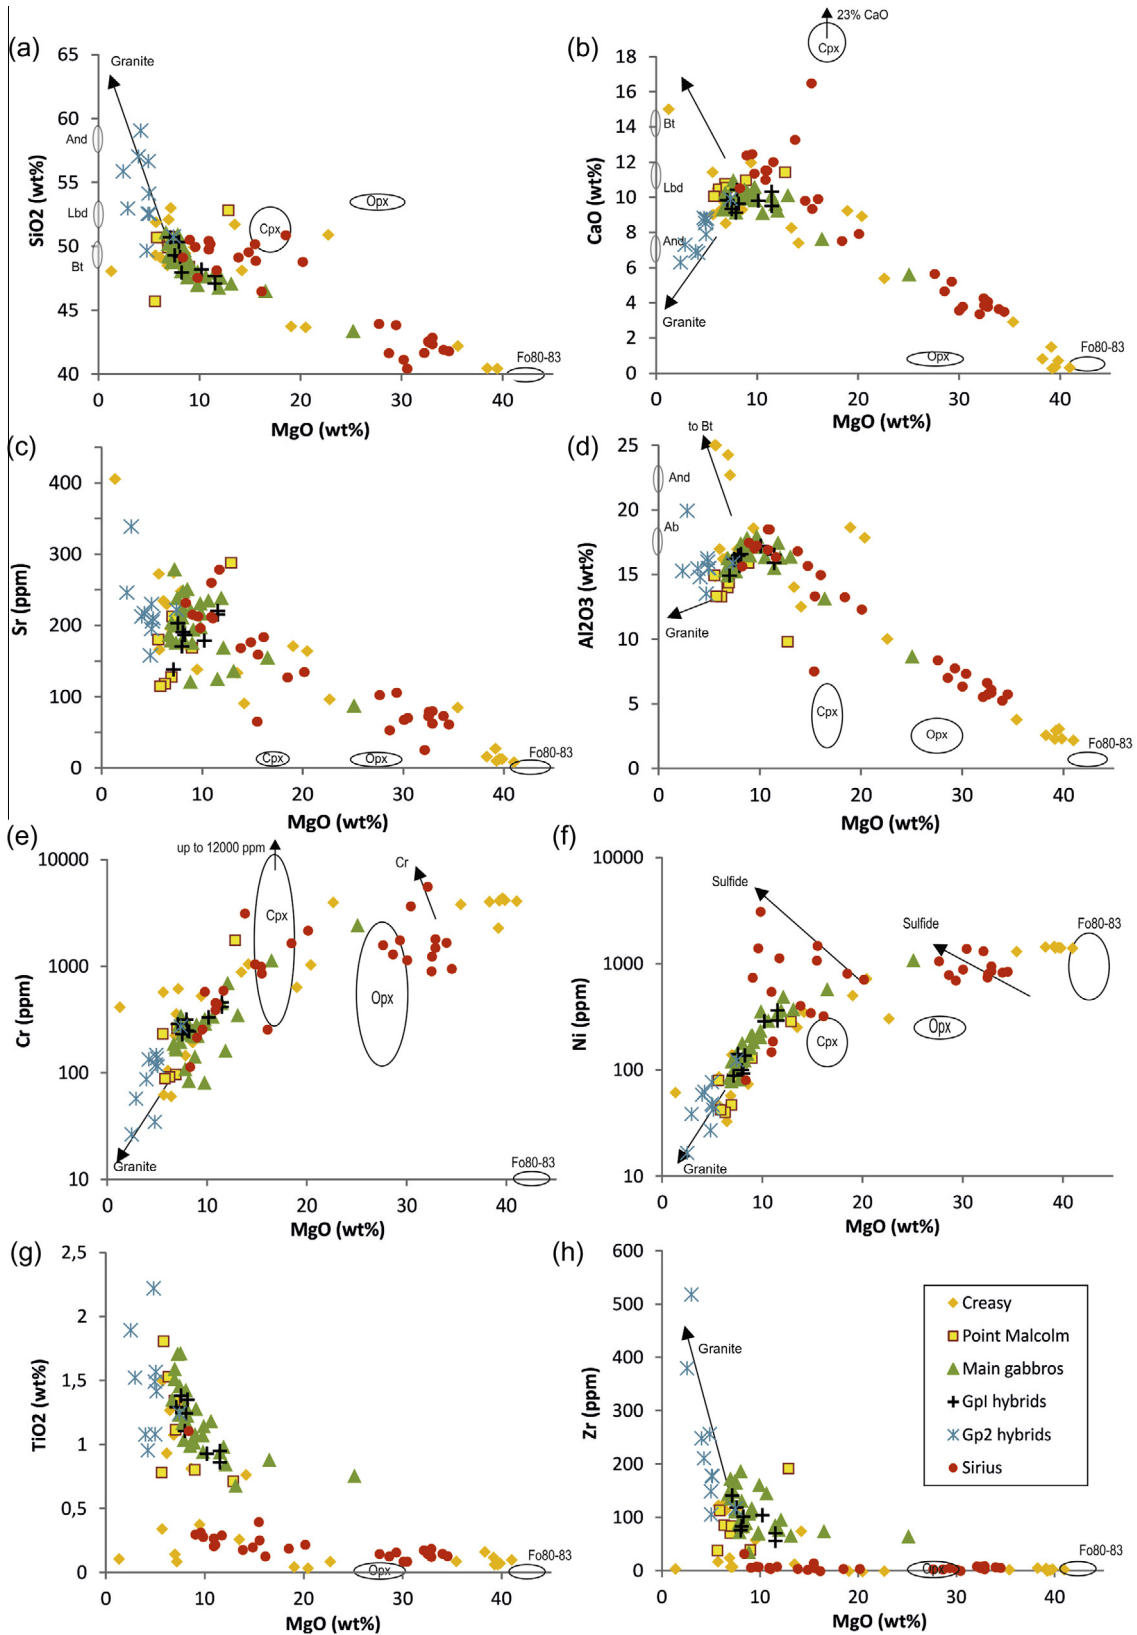 (a)
65
60
55
50
45
40
SiO2 (wt%)
And
Lbd
Bt
Granite
Cpx
Opx
Fo80-83
0 10 20 30 40
MgO (wt%)
(b)
23% CaO
Cpx
18
16
14
12
10
8
6
4
2
0
CaO (wt%)
Bt
Lbd
And
Granite
Opx
Fo80-83
0 10 20 30 40
MgO (wt%)
(c)
400
300
200
100
0
Sr (ppm)
Cpx
Opx
Fo80-83
0 10 20 30 40
MgO (wt%)
(d)
to Bt
25
20
15
10
5
0
Al2O3 (wt%)
And
Ab
Granite
Cpx
Opx
Fo80-83
0 10 20 30 40
MgO (wt%)
(e)
up to 12000 ppm
10000
1000
100
10
Cr (ppm)
Cpx
Cr
Opx
Granite
Fo80-83
0 10 20 30 40
MgO (wt%)
(f)
10000
1000
100
10
Ni (ppm)
Sulfide
Sulfide
Fo80-83
Cpx
Opx
Granite
0 10 20 30 40
MgO (wt%)
(g)
2,5
2
1,5
1
0,5
0
TiO2 (wt%)
Opx
Fo80-83
0 10 20 30 40
MgO (wt%)
(h)
600
500
400
300
200
100
0
Zr (ppm)
Granite
Creasy
Point Malcolm
Main gabbros
GpI hybrids
Gp2 hybrids
Sirius
Opx
Fo80-83
0 10 20 30 40
MgO (wt%)